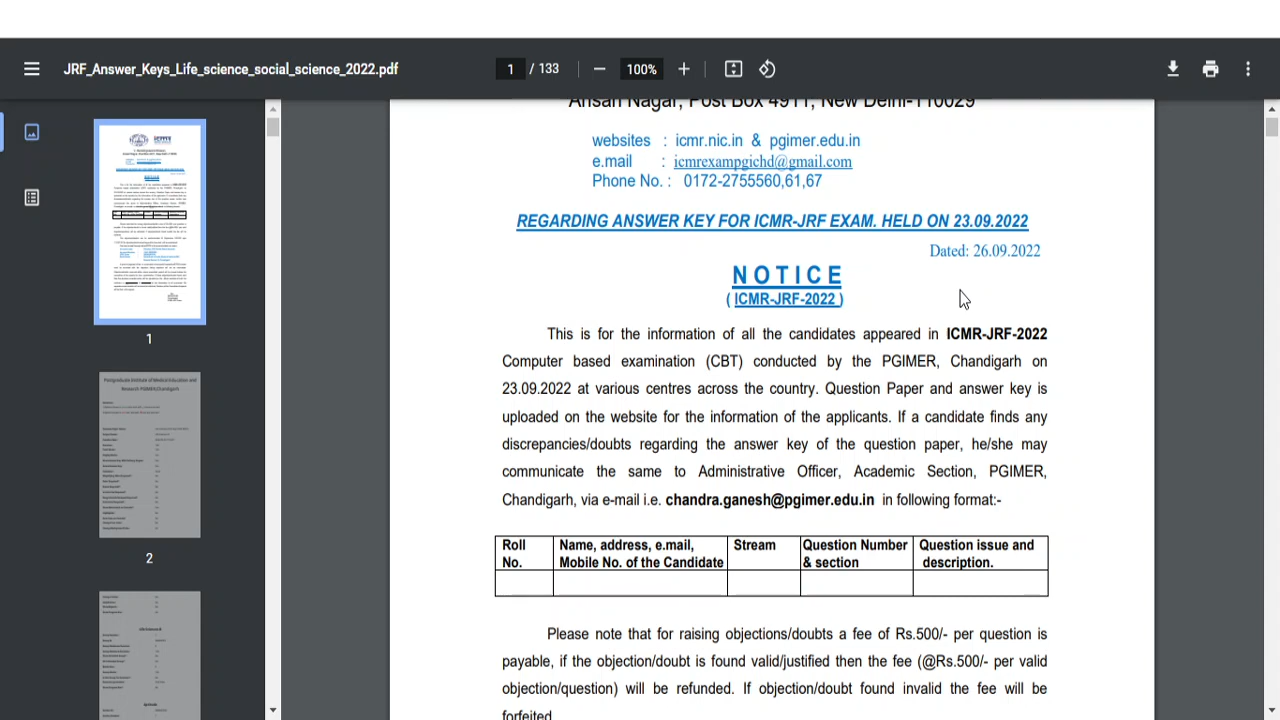 JRF_Answer_Keys_Life_science_social_science_2022.pdf
1 / 133
100%
Ansari Nagar, Post Box 4911, New Delhi-110029
websites : icmr.nic.in & pgimer.edu.in
e.mail : icmrexampgichd@gmail.com
Phone No. : 0172-2755560,61,67
REGARDING ANSWER KEY FOR ICMR-JRF EXAM. HELD ON 23.09.2022
Dated: 26.09.2022
NOTICE
( ICMR-JRF-2022 )
This is for the information of all the candidates appeared in ICMR-JRF-2022
Computer based examination (CBT) conducted by the PGIMER, Chandigarh on
23.09.2022 at various centres across the country. Question Paper and answer key is
uploaded on the website for the information of the applicants. If a candidate finds any
discrepancies/doubts regarding the answer key of the question paper, he/she may
communicate the same to Administrative Officer, Academic Section, PGIMER,
Chandigarh, via e-mail i.e. chandra.ganesh@pgimer.edu.in in following format:-
Roll No.
Name, address, e.mail, Mobile No. of the Candidate
Stream
Question Number & section
Question issue and description.
Please note that for raising objections/doubts a fee of Rs.500/- per question is
payable, if the objection/doubt is found valid/justified then the fee (@Rs.500/- per valid
objection/question) will be refunded. If objection/doubt found invalid the fee will be
forfeited
1
2
Postgraduate Institute of Medical Education and
Research PGIMER,Chandigarh